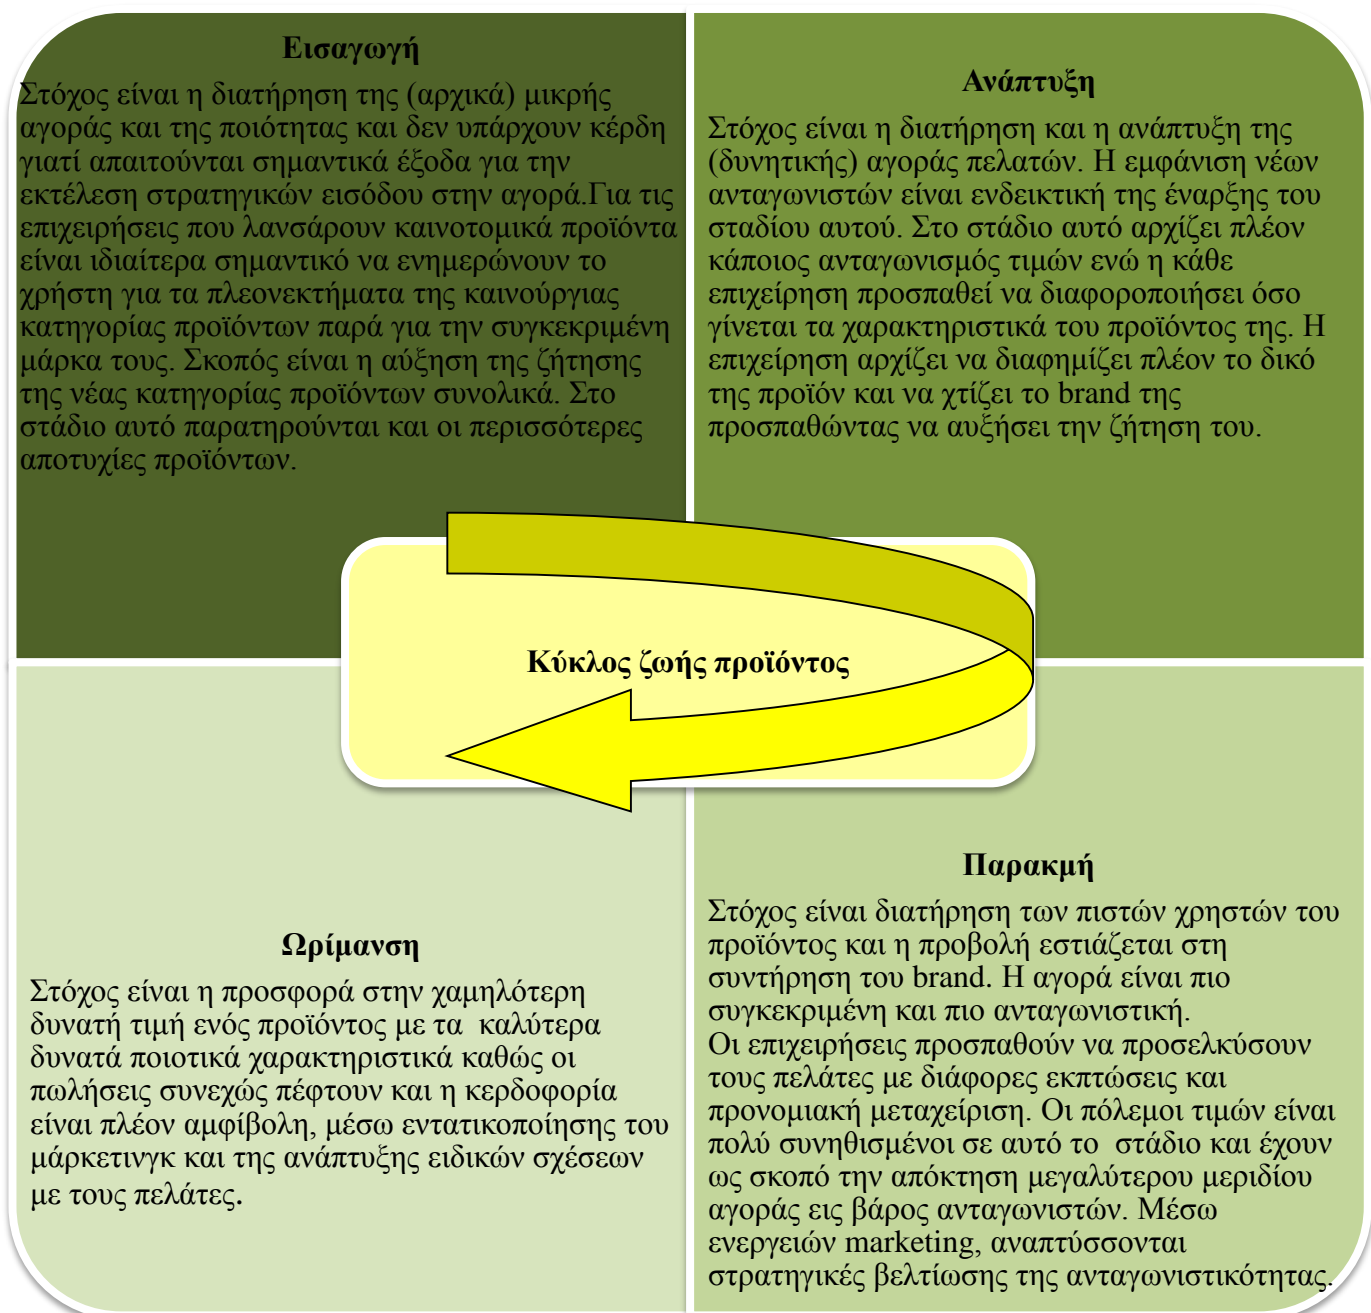 Εισαγωγή
Στόχος είναι η διατήρηση της (αρχικά) μικρής
αγοράς και της ποιότητας και δεν υπάρχουν κέρδη
γιατί απαιτούνται σημαντικά έξοδα για την
εκτέλεση στρατηγικών εισόδου στην αγορά.Για τις
επιχειρήσεις που λανσάρουν καινοτομικά προϊόντα
είναι ιδιαίτερα σημαντικό να ενημερώνουν το
χρήστη για τα πλεονεκτήματα της καινούργιας
κατηγορίας προϊόντων παρά για την συγκεκριμένη
μάρκα τους. Σκοπός είναι η αύξηση της ζήτησης
της νέας κατηγορίας προϊόντων συνολικά. Στο
στάδιο αυτό παρατηρούνται και οι περισσότερες
αποτυχίες προϊόντων.
Ανάπτυξη
Στόχος είναι η διατήρηση και η ανάπτυξη της
(δυνητικής) αγοράς πελατών. Η εμφάνιση νέων
ανταγωνιστών είναι ενδεικτική της έναρξης του
σταδίου αυτού. Στο στάδιο αυτό αρχίζει πλέον
κάποιος ανταγωνισμός τιμών ενώ η κάθε
επιχείρηση προσπαθεί να διαφοροποιήσει όσο
γίνεται τα χαρακτηριστικά του προϊόντος της. Η
επιχείρηση αρχίζει να διαφημίζει πλέον το δικό
της προϊόν και να χτίζει το brand της
προσπαθώντας να αυξήσει την ζήτηση του.
Κύκλος ζωής προϊόντος
Ωρίμανση
Στόχος είναι η προσφορά στην χαμηλότερη
δυνατή τιμή ενός προϊόντος με τα  καλύτερα
δυνατά ποιοτικά χαρακτηριστικά καθώς οι
πωλήσεις συνεχώς πέφτουν και η κερδοφορία
είναι πλέον αμφίβολη, μέσω εντατικοποίησης του
μάρκετινγκ και της ανάπτυξης ειδικών σχέσεων
με τους πελάτες.
Παρακμή
Στόχος είναι διατήρηση των πιστών χρηστών του
προϊόντος και η προβολή εστιάζεται στη
συντήρηση του brand. Η αγορά είναι πιο
συγκεκριμένη και πιο ανταγωνιστική.
Οι επιχειρήσεις προσπαθούν να προσελκύσουν
τους πελάτες με διάφορες εκπτώσεις και
προνομιακή μεταχείριση. Οι πόλεμοι τιμών είναι
πολύ συνηθισμένοι σε αυτό το  στάδιο και έχουν
ως σκοπό την απόκτηση μεγαλύτερου μεριδίου
αγοράς εις βάρος ανταγωνιστών. Μέσω
ενεργειών marketing, αναπτύσσονται
στρατηγικές βελτίωσης της ανταγωνιστικότητας.